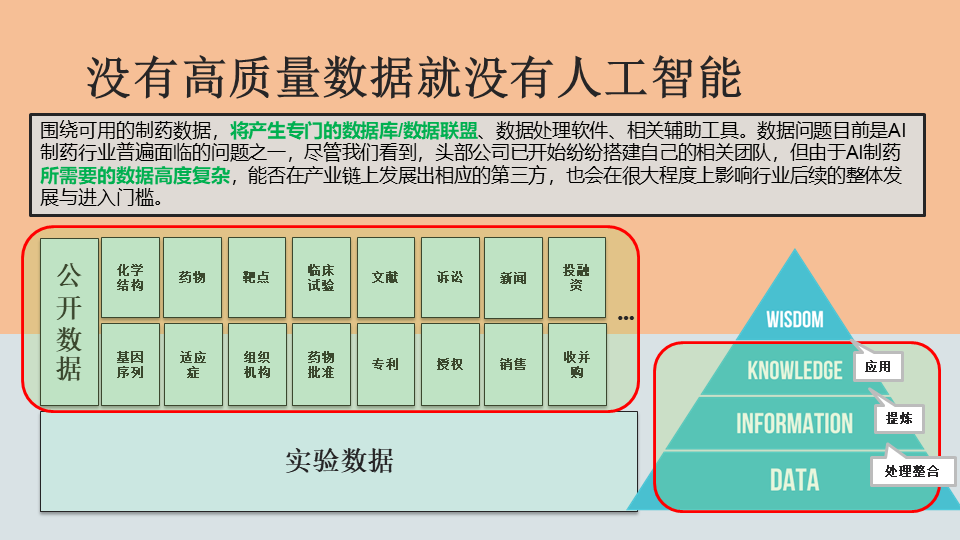 没有高质量数据就没有人工智能
围绕可用的制药数据，将产生专门的数据库/数据联盟、数据处理软件、相关辅助工具。数据问题目前是AI
制药行业普遍面临的问题之一，尽管我们看到，头部公司已开始纷纷搭建自己的相关团队，但由于AI制药
所需要的数据高度复杂，能否在产业链上发展出相应的第三方，也会在很大程度上影响行业后续的整体发
展与进入门槛。
公
开
数
据
化学
结构
药物
靶点
临床
试验
文献
诉讼
新闻
投融
资
基因
序列
适应
症
组织
机构
药物
批准
专利
授权
销售
收并
购
...
实验数据
WISDOM
KNOWLEDGE
应用
INFORMATION
提炼
DATA
处理整合